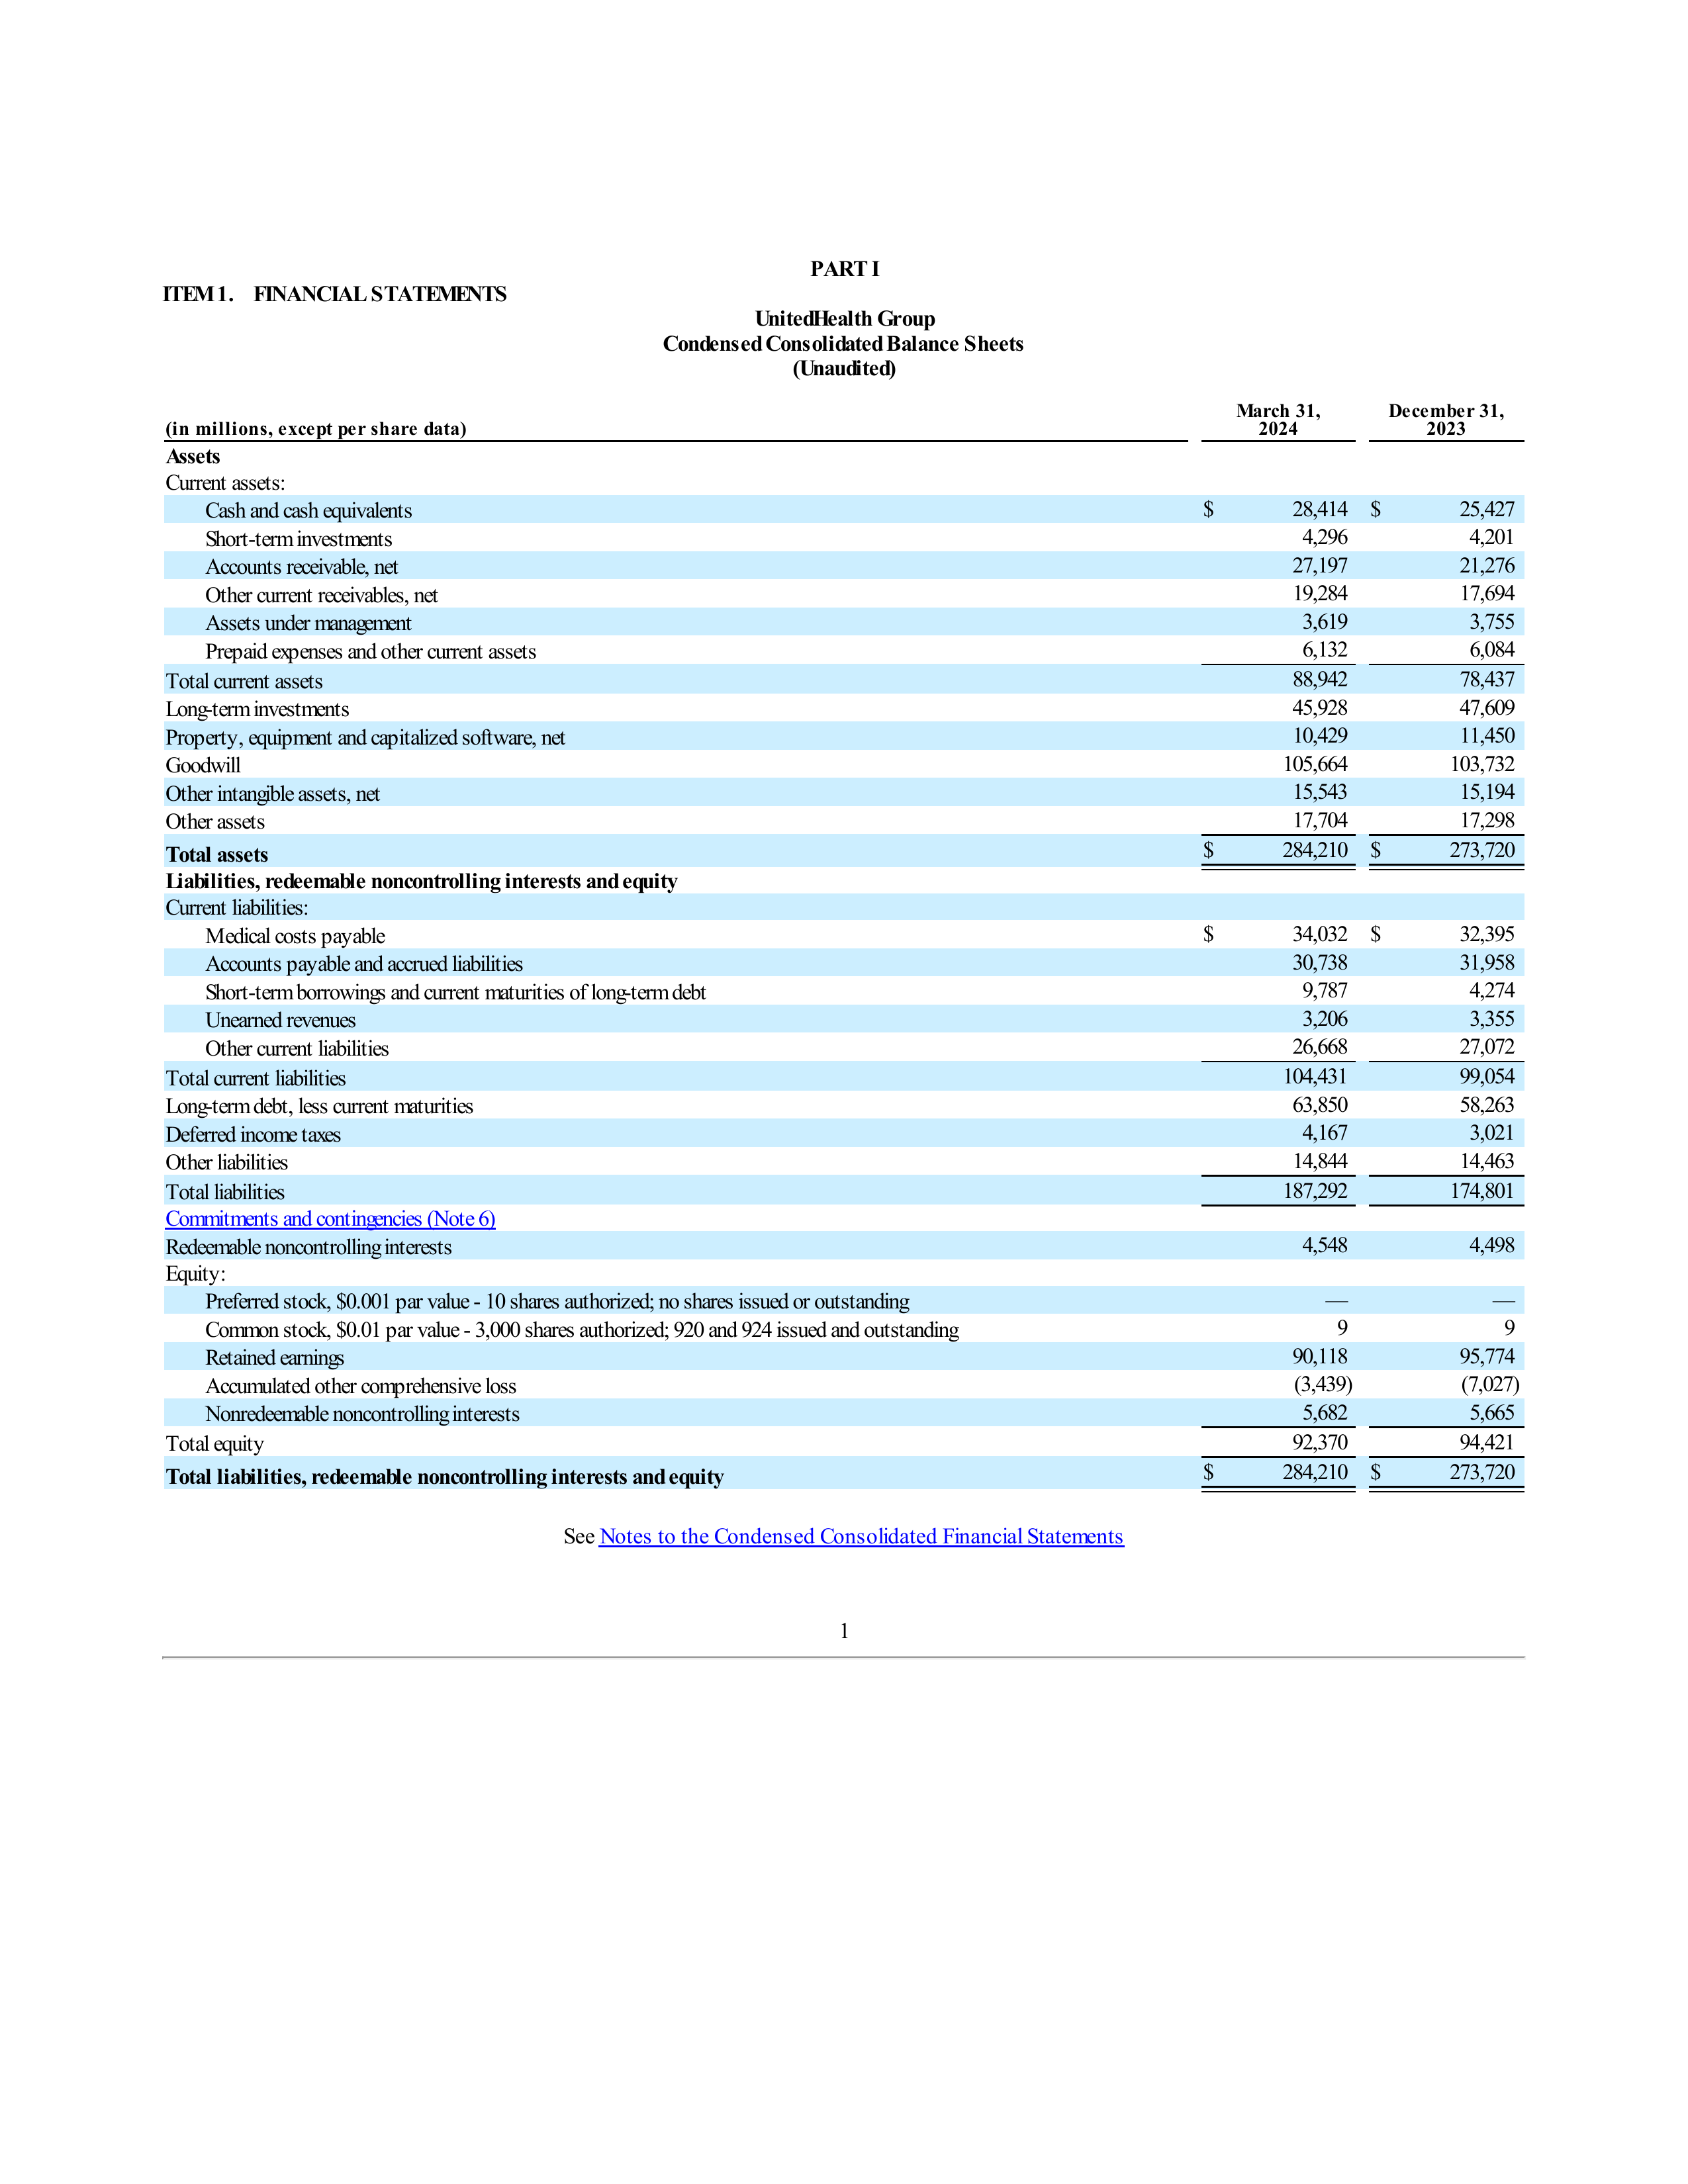 PART I
ITEM 1. FINANCIAL STATEMENTS
UnitedHealth Group
Condensed Consolidated Balance Sheets
(Unaudited)
(in millions, except per share data) March 31, 2024 December 31, 2023
Assets
Current assets:
Cash and cash equivalents $ 28,414 $ 25,427
Short-term investments 4,296 4,201
Accounts receivable, net 27,197 21,276
Other current receivables, net 19,284 17,694
Assets under management 3,619 3,755
Prepaid expenses and other current assets 6,132 6,084
Total current assets 88,942 78,437
Long-term investments 45,928 47,609
Property, equipment and capitalized software, net 10,429 11,450
Goodwill 105,664 103,732
Other intangible assets, net 15,543 15,194
Other assets 17,704 17,298
Total assets $ 284,210 $ 273,720
Liabilities, redeemable noncontrolling interests and equity
Current liabilities:
Medical costs payable $ 34,032 $ 32,395
Accounts payable and accrued liabilities 30,738 31,958
Short-term borrowings and current maturities of long-term debt 9,787 4,274
Unearned revenues 3,206 3,355
Other current liabilities 26,668 27,072
Total current liabilities 104,431 99,054
Long-term debt, less current maturities 63,850 58,263
Deferred income taxes 4,167 3,021
Other liabilities 14,844 14,463
Total liabilities 187,292 174,801
Commitments and contingencies (Note 6)
Redeemable noncontrolling interests 4,548 4,498
Equity:
Preferred stock, $0.001 par value - 10 shares authorized; no shares issued or outstanding — —
Common stock, $0.01 par value - 3,000 shares authorized; 920 and 924 issued and outstanding 9 9
Retained earnings 90,118 95,774
Accumulated other comprehensive loss (3,439) (7,027)
Nonredeemable noncontrolling interests 5,682 5,665
Total equity 92,370 94,421
Total liabilities, redeemable noncontrolling interests and equity $ 284,210 $ 273,720
See Notes to the Condensed Consolidated Financial Statements
1